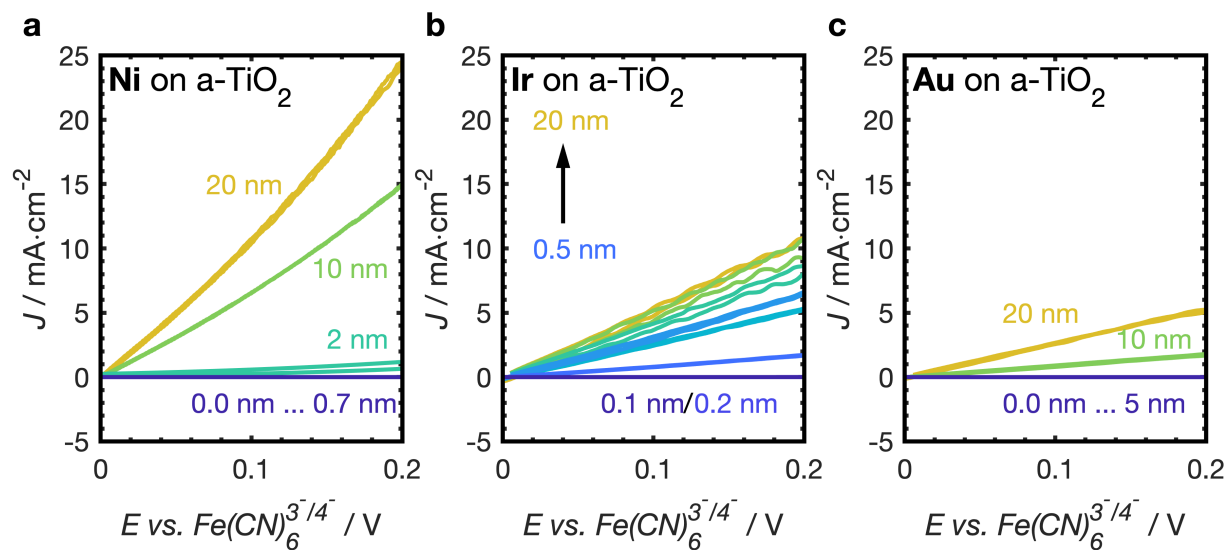 a
Ni on a-TiO2
25
20
15
10
5
0
-5
J / mA·cm-2
20 nm
10 nm
2 nm
0.0 nm ... 0.7 nm
0
0.1
0.2
E vs. Fe(CN)6 3-/4- / V
b
Ir on a-TiO2
25
20
15
10
5
0
-5
J / mA·cm-2
20 nm
0.5 nm
0.1 nm/0.2 nm
0
0.1
0.2
E vs. Fe(CN)6 3-/4- / V
c
Au on a-TiO2
25
20
15
10
5
0
-5
J / mA·cm-2
20 nm
10 nm
0.0 nm ... 5 nm
0
0.1
0.2
E vs. Fe(CN)6 3-/4- / V